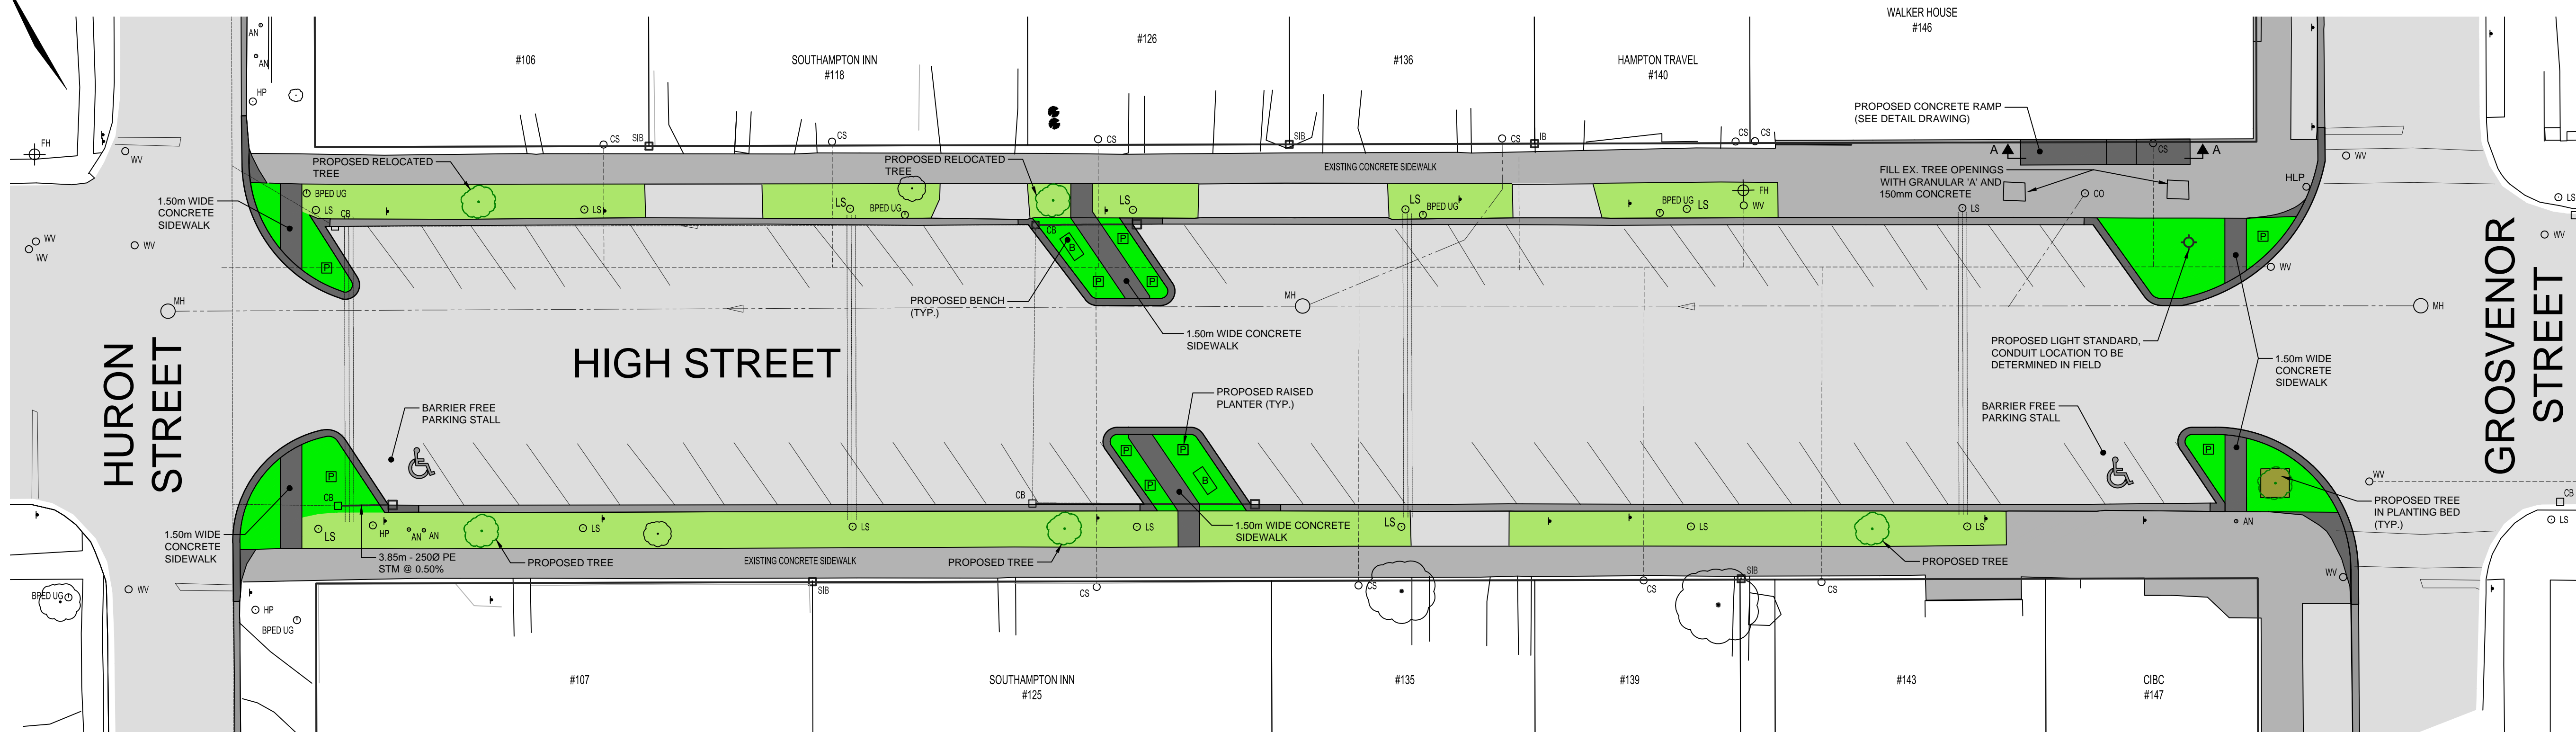 WALKER HOUSE
#146
#106
SOUTHAMPTON INN
#118
#126
#136
HAMPTON TRAVEL
#140
AN
AN
HP
FH
WV
CS
SIB
CS
CS
SIB
CS
IB
CS
CS
PROPOSED CONCRETE RAMP
(SEE DETAIL DRAWING)
A
A
CS
WV
PROPOSED RELOCATED
TREE
PROPOSED RELOCATED
TREE
EXISTING CONCRETE SIDEWALK
FILL EX. TREE OPENINGS
WITH GRANULAR 'A' AND
150mm CONCRETE
HLP
CO
LS
1.50m WIDE
CONCRETE
SIDEWALK
BPED UG
LS
CB
LS
LS
BPED UG
LS
LS
BPED UG
BPED UG
LS
FH
WV
LS
WV
WV
WV
WV
CB
B
P
P
P
P
P
P
WV
MH
MH
MH
PROPOSED BENCH
(TYP.)
1.50m WIDE CONCRETE
SIDEWALK
PROPOSED LIGHT STANDARD,
CONDUIT LOCATION TO BE
DETERMINED IN FIELD
1.50m WIDE
CONCRETE
SIDEWALK
HURON
STREET
HIGH STREET
GROSVENOR
STREET
BARRIER FREE
PARKING STALL
PROPOSED RAISED
PLANTER (TYP.)
BARRIER FREE
PARKING STALL
P
P
P
P
B
P
WV
CB
CB
CB
PROPOSED TREE
IN PLANTING BED
(TYP.)
1.50m WIDE
CONCRETE
SIDEWALK
LS
HP
AN
AN
LS
LS
LS
1.50m WIDE CONCRETE
SIDEWALK
LS
LS
LS
AN
LS
3.85m - 250Ø PE
STM @ 0.50%
PROPOSED TREE
EXISTING CONCRETE SIDEWALK
PROPOSED TREE
PROPOSED TREE
WV
WV
BPED UG
HP
BPED UG
SIB
CS
CS
CS
SIB
CS
#107
SOUTHAMPTON INN
#125
#135
#139
#143
CIBC
#147